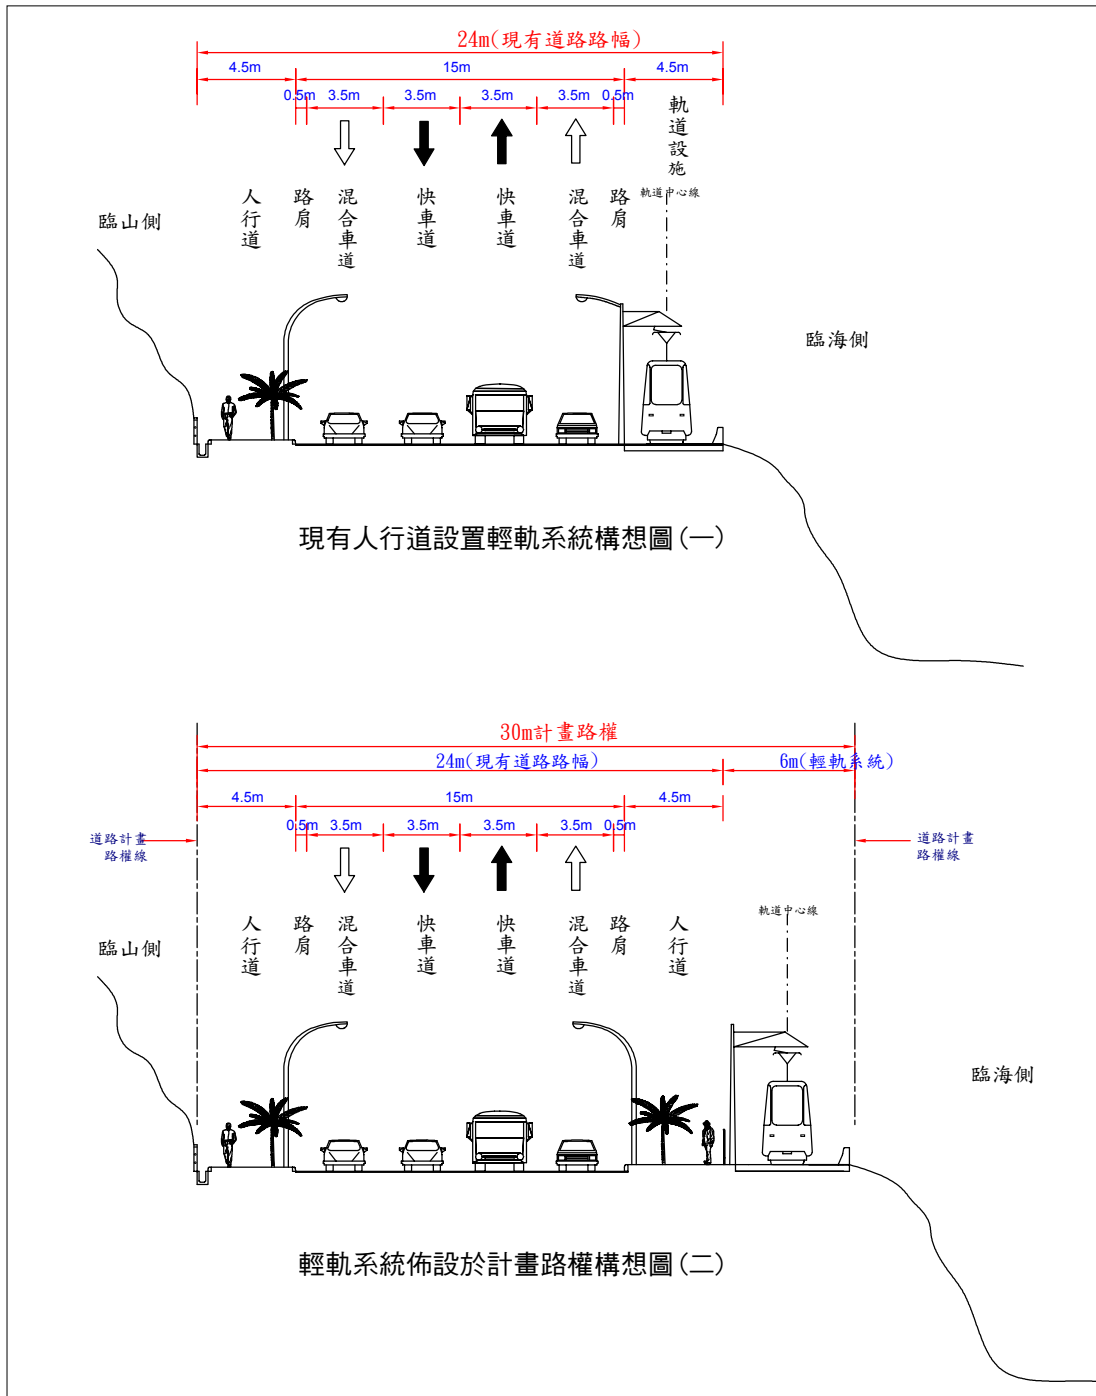 24m(現有道路路幅)
4.5m 15m 4.5m
0.5m 3.5m 3.5m 3.5m 3.5m 0.5m
軌道設施
軌道中心線
人行道 路肩 混合車道 快車道 快車道 混合車道 路肩
臨山側
臨海側
現有人行道設置輕軌系統構想圖(一)
30m計畫路權
24m(現有道路路幅) 6m(輕軌系統)
4.5m 15m 4.5m
0.5m 3.5m 3.5m 3.5m 3.5m 0.5m
道路計畫
路權線
道路計畫
路權線
軌道中心線
人行道 路肩 混合車道 快車道 快車道 混合車道 路肩 人行道
臨山側
臨海側
輕軌系統佈設於計畫路權構想圖(二)